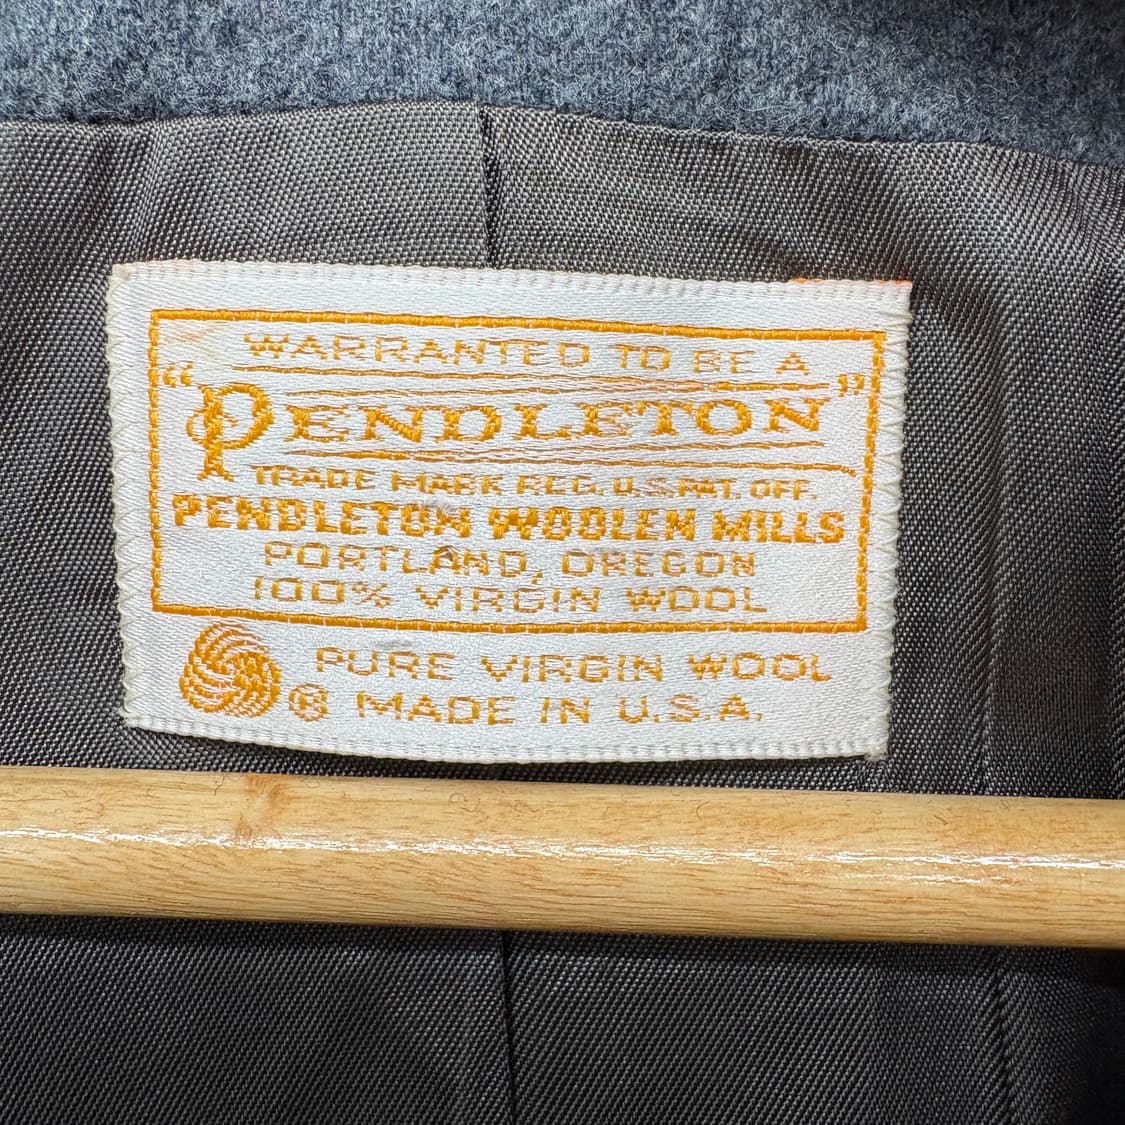 WARRANTED TO BE A
"PENDLETON"
TRADE MARK REG. U.S. PAT. OFF.
PENDLETON WOOLEN MILLS
PORTLAND, OREGON
100% VIRGIN WOOL
PURE VIRGIN WOOL
® MADE IN U.S.A.